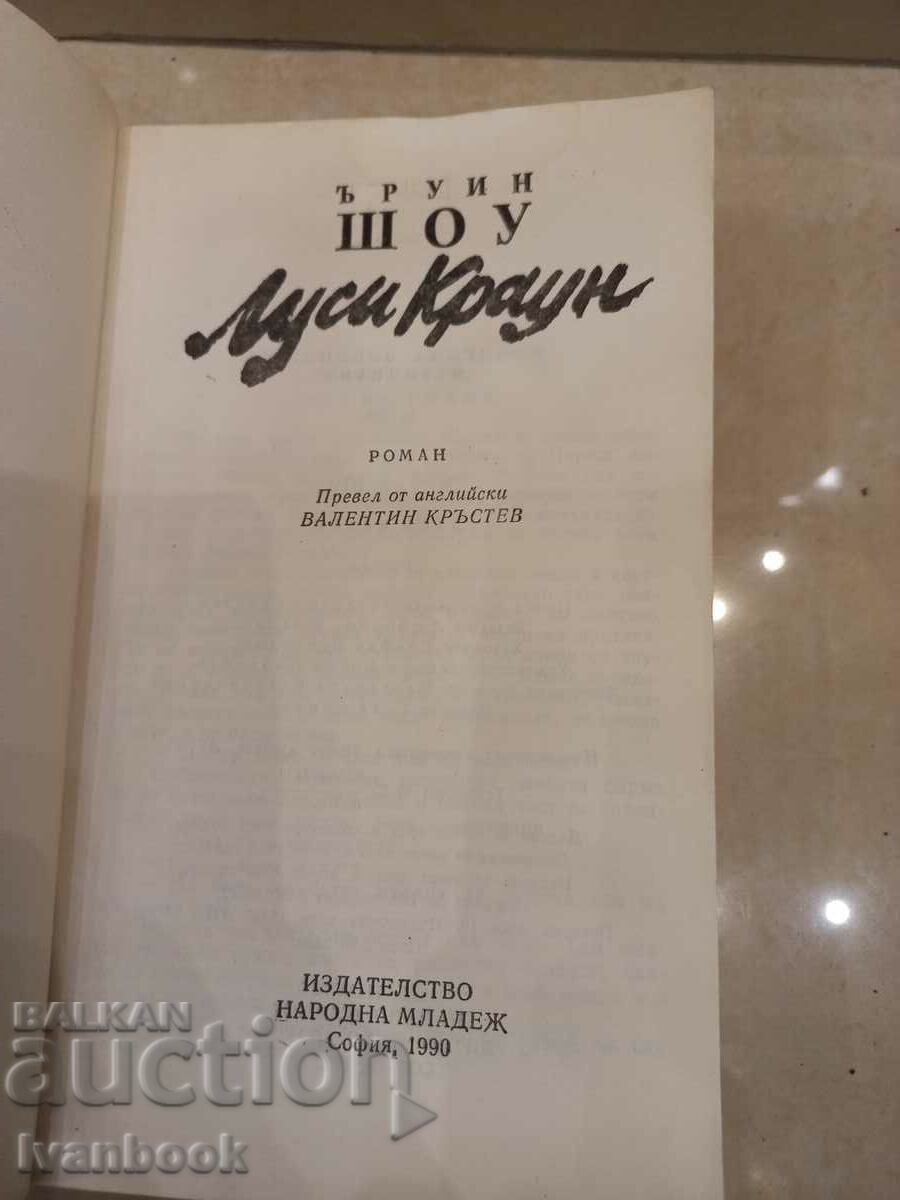 ЪРУИН
ШОУ
Луси Краун
РОМАН
Превел от английски
ВАЛЕНТИН КРЪСТЕВ
ИЗДАТЕЛСТВО
НАРОДНА МЛАДЕЖ
София, 1990
BALKAN
auction
Ivanbook